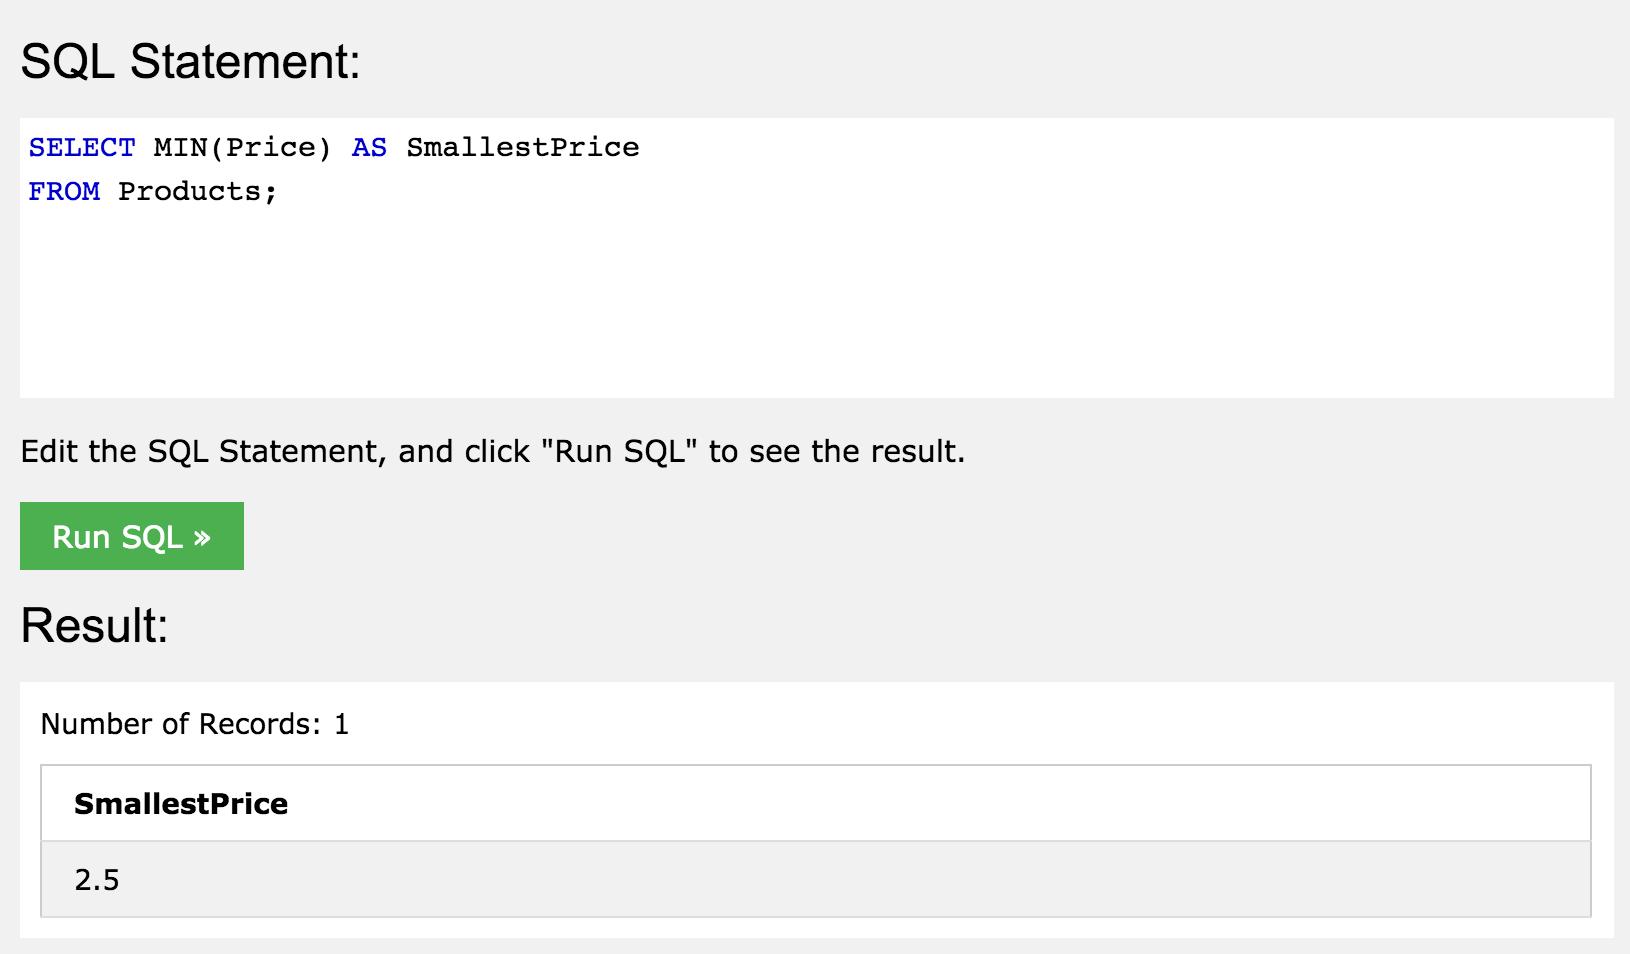 SQL Statement:
SELECT MIN(Price) AS SmallestPrice
FROM Products;
Edit the SQL Statement, and click "Run SQL" to see the result.
Run SQL »
Result:
Number of Records: 1
SmallestPrice
2.5